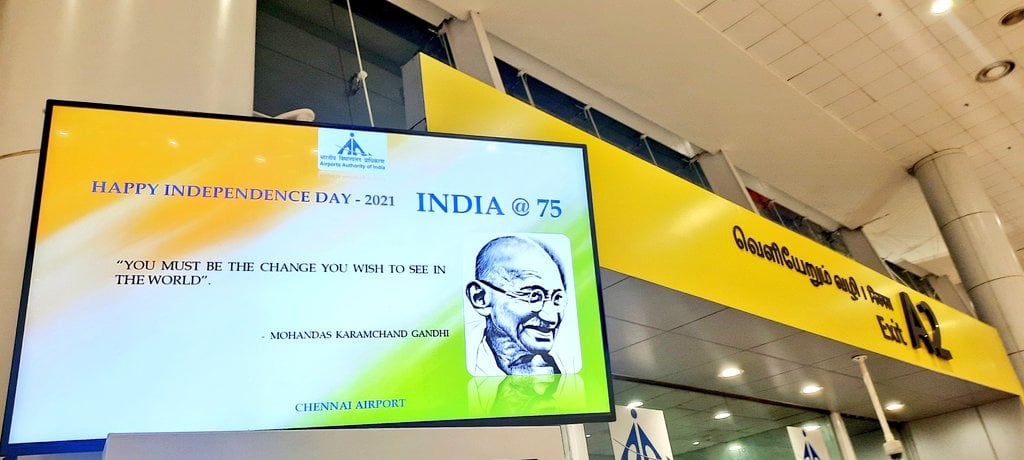 भारतीय विमानपत्तन प्राधिकरण
Airports Authority of India
HAPPY INDEPENDENCE DAY - 2021
INDIA @ 75
“YOU MUST BE THE CHANGE YOU WISH TO SEE IN
THE WORLD”.
- MOHANDAS KARAMCHAND GANDHI
CHENNAI AIRPORT
வெளியேறும் வழி
Exit A2